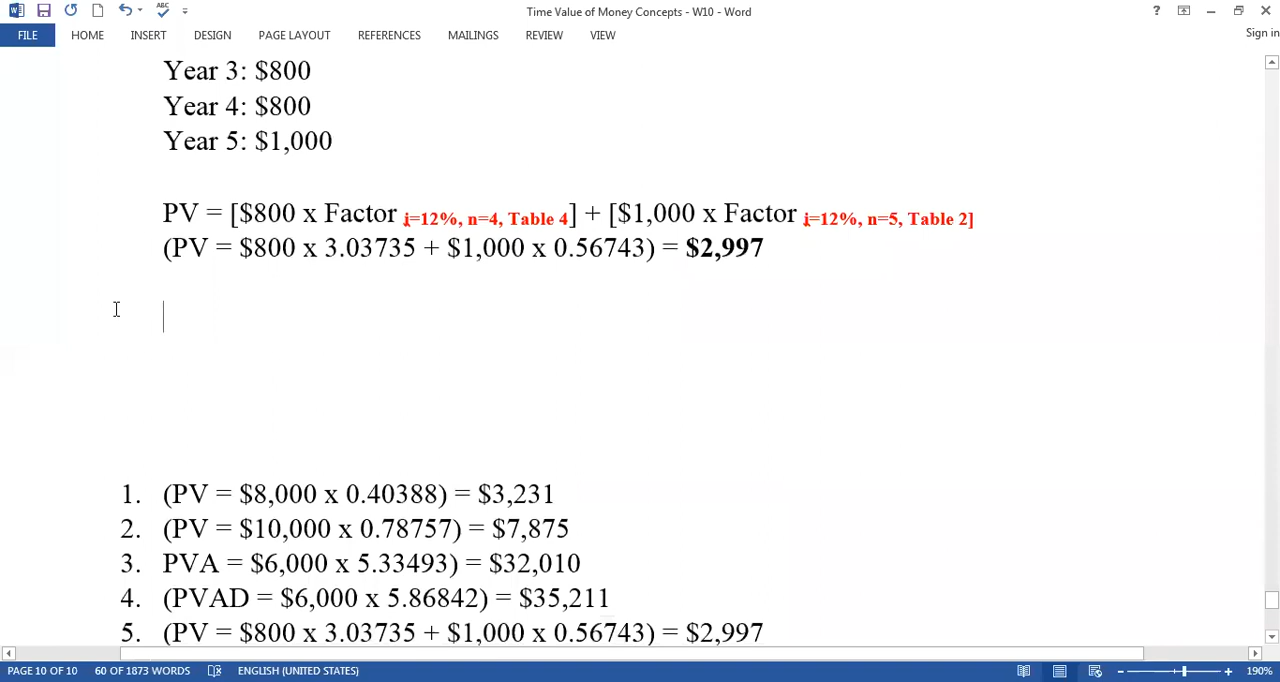 Time Value of Money Concepts - W10 - Word
?
Sign in
FILE HOME INSERT DESIGN PAGE LAYOUT REFERENCES MAILINGS REVIEW VIEW
Year 3: $800
Year 4: $800
Year 5: $1,000
PV = [$800 x Factor i=12%, n=4, Table 4] + [$1,000 x Factor i=12%, n=5, Table 2]
(PV = $800 x 3.03735 + $1,000 x 0.56743) = $2,997
1. (PV = $8,000 x 0.40388) = $3,231
2. (PV = $10,000 x 0.78757) = $7,875
3. PVA = $6,000 x 5.33493) = $32,010
4. (PVAD = $6,000 x 5.86842) = $35,211
5. (PV = $800 x 3.03735 + $1,000 x 0.56743) = $2,997
PAGE 10 OF 10 60 OF 1873 WORDS ENGLISH (UNITED STATES) 190%